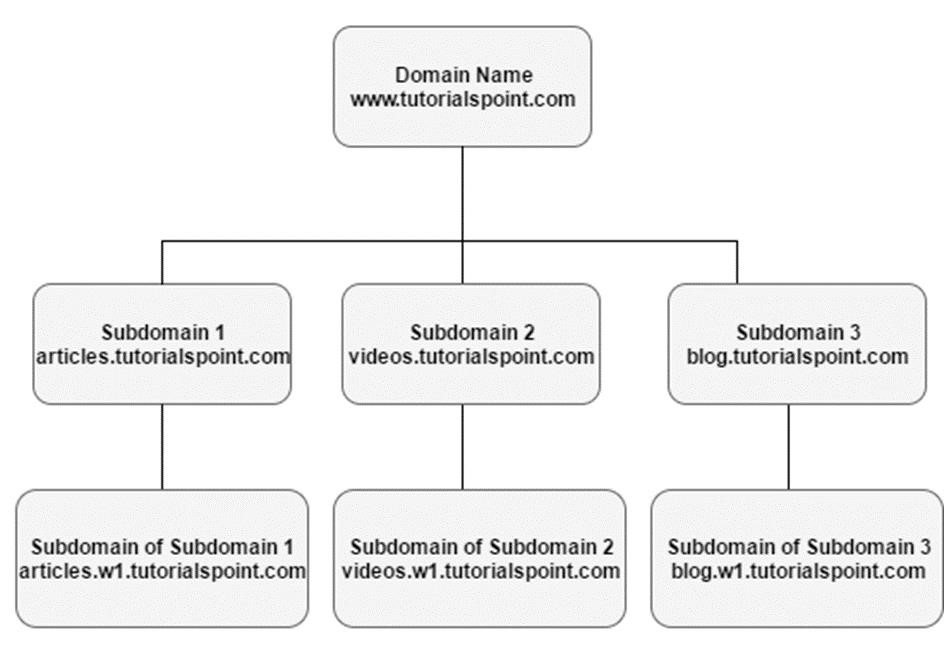 Domain Name
www.tutorialspoint.com
Subdomain 1
articles.tutorialspoint.com
Subdomain 2
videos.tutorialspoint.com
Subdomain 3
blog.tutorialspoint.com
Subdomain of Subdomain 1
articles.w1.tutorialspoint.com
Subdomain of Subdomain 2
videos.w1.tutorialspoint.com
Subdomain of Subdomain 3
blog.w1.tutorialspoint.com